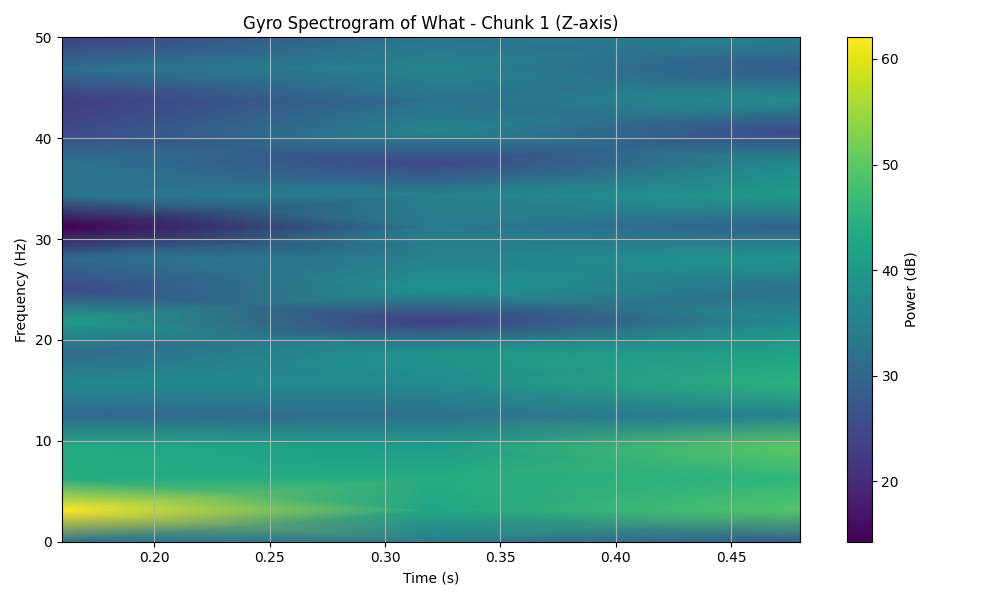 Gyro Spectrogram of What - Chunk 1 (Z-axis)
50
40
30
20
10
0
Frequency (Hz)
0.20 0.25 0.30 0.35 0.40 0.45
Time (s)
60
50
40
30
20
Power (dB)